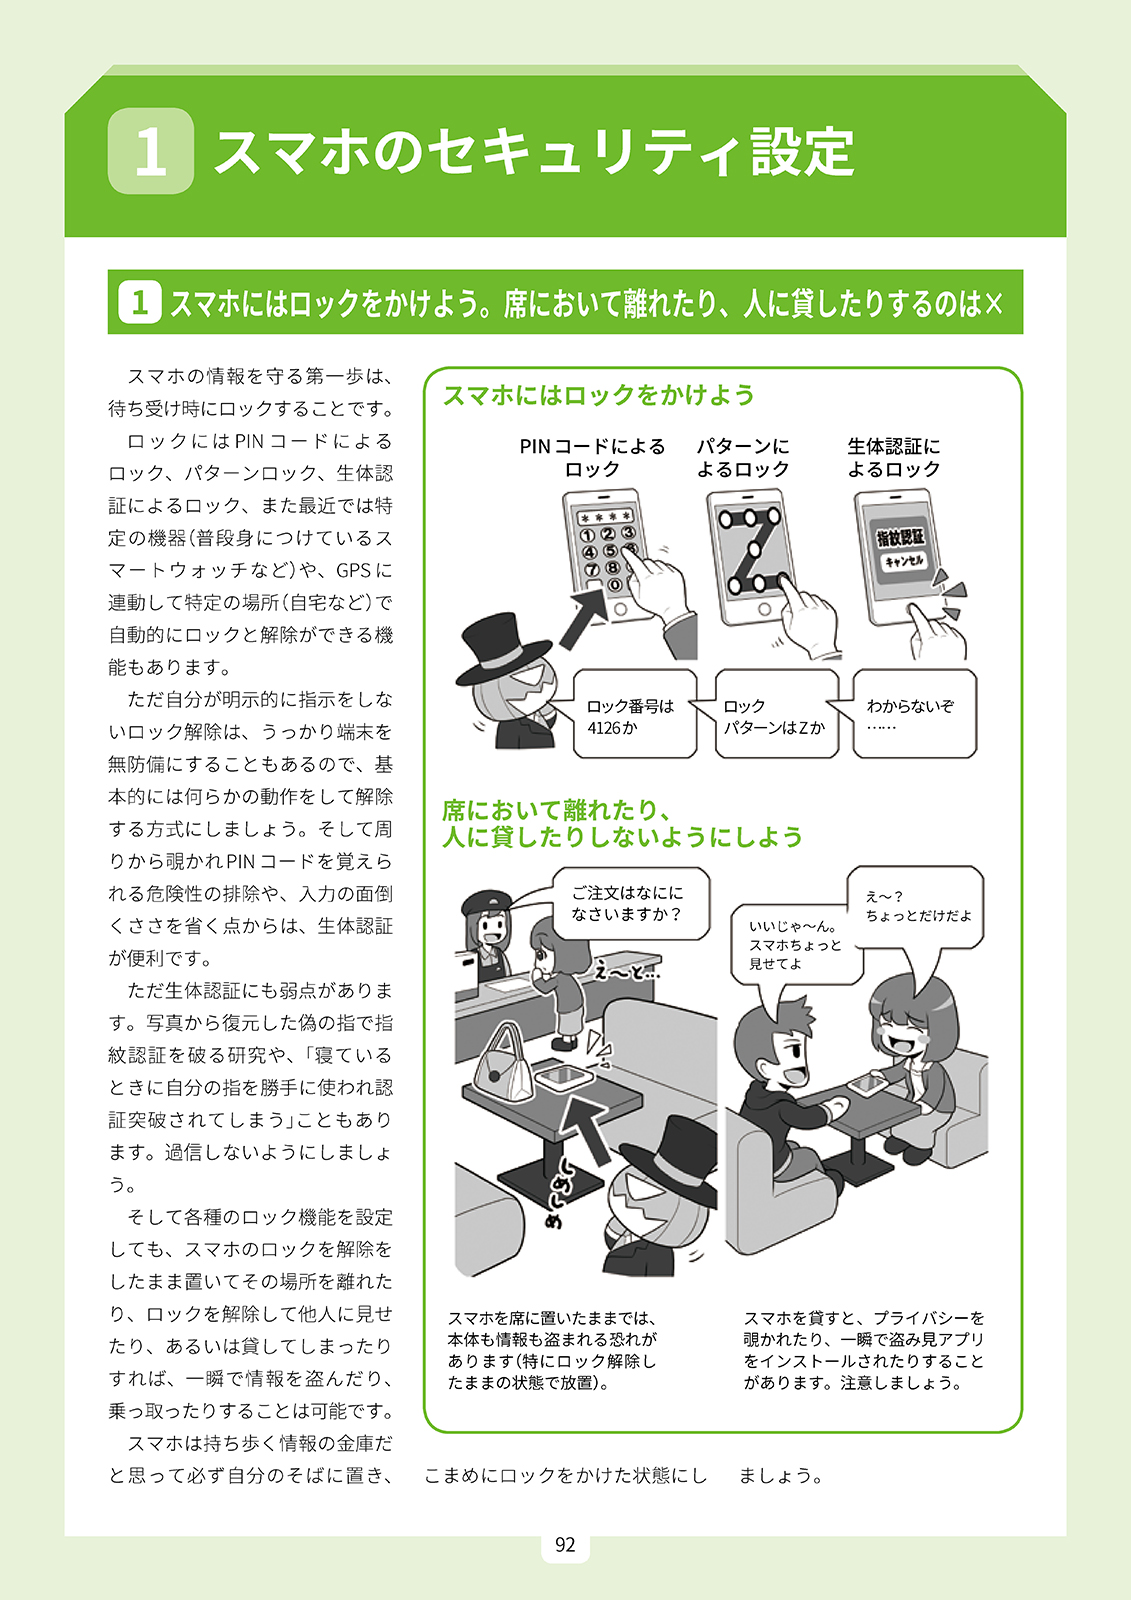 1 スマホのセキュリティ設定
1 スマホにはロックをかけよう。席において離れたり、人に貸したりするのは×
スマホの情報を守る第一歩は、
待ち受け時にロックすることです。
ロックにはPINコードによる
ロック、パターンロック、生体認
証によるロック、また最近では特
定の機器(普段身につけているス
マートウォッチなど)や、GPSに
連動して特定の場所(自宅など)で
自動的にロックと解除ができる機
能もあります。
ただ自分が明示的に指示をしな
いロック解除は、うっかり端末を
無防備にすることもあるので、基
本的には何らかの動作をして解除
する方式にしましょう。そして周
りから覗かれPINコードを覚えら
れる危険性の排除や、入力の面倒
くささを省く点からは、生体認証
が便利です。
ただ生体認証にも弱点がありま
す。写真から復元した偽の指で指
紋認証を破る研究や、「寝ている
ときに自分の指を勝手に使われ認
証突破されてしまう」こともあり
ます。過信しないようにしましょ
う。
そして各種のロック機能を設定
しても、スマホのロックを解除を
したまま置いてその場所を離れた
り、ロックを解除して他人に見せ
たり、あるいは貸してしまったり
すれば、一瞬で情報を盗んだり、
乗っ取ったりすることは可能です。
スマホは持ち歩く情報の金庫だ
と思って必ず自分のそばに置き、
こまめにロックをかけた状態にし
ましょう。
スマホにはロックをかけよう
PINコードによる
ロック
パターンに
よるロック
生体認証に
よるロック
＊＊＊＊
1 2 3
4 5
7 8
0
指紋認証
キャンセル
ロック番号は
4126か
ロック
パターンはZか
わからないぞ
……
席において離れたり、
人に貸したりしないようにしよう
ご注文はなにに
なさいますか？
え〜と…
しめしめ
いいじゃ〜ん。
スマホちょっと
見せてよ
え〜？
ちょっとだけだよ
スマホを席に置いたままでは、
本体も情報も盗まれる恐れが
あります(特にロック解除し
たままの状態で放置)。
スマホを貸すと、プライバシーを
覗かれたり、一瞬で盗み見アプリ
をインストールされたりすること
があります。注意しましょう。
92